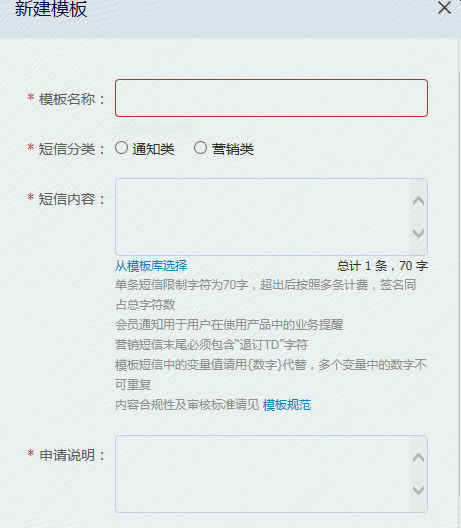 新建模板
* 模板名称：
* 短信分类： 通知类 营销类
* 短信内容：
从模板库选择 总计 1 条，70 字
单条短信限制字符为70字，超出后按照多条计费，签名同
占总字符数
会员通知用于用户在使用产品中的业务提醒
营销短信末尾必须包含“退订TD”字符
模板短信中的变量值请用{数字}代替，多个变量中的数字不
可重复
内容合规性及审核标准请见 模板规范
* 申请说明：